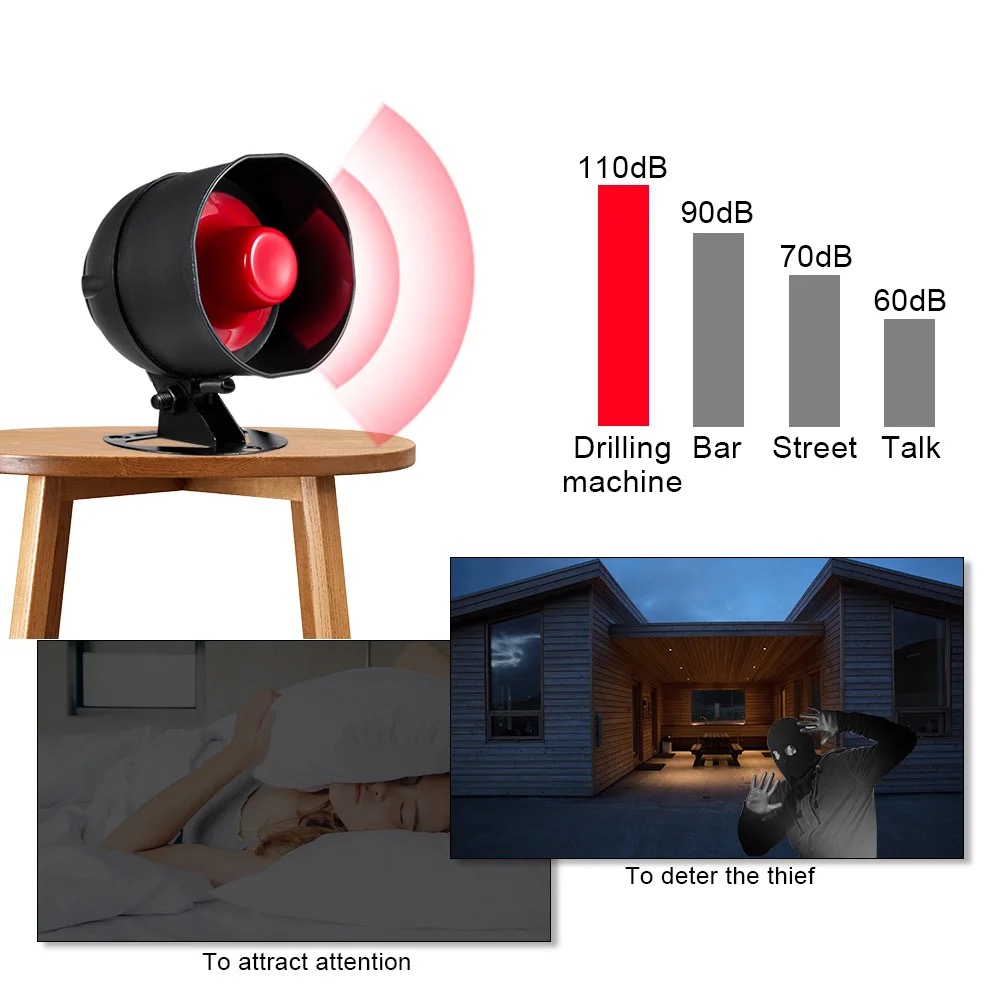 110dB
90dB
70dB
60dB
Drilling machine
Bar
Street
Talk
To deter the thief
To attract attention